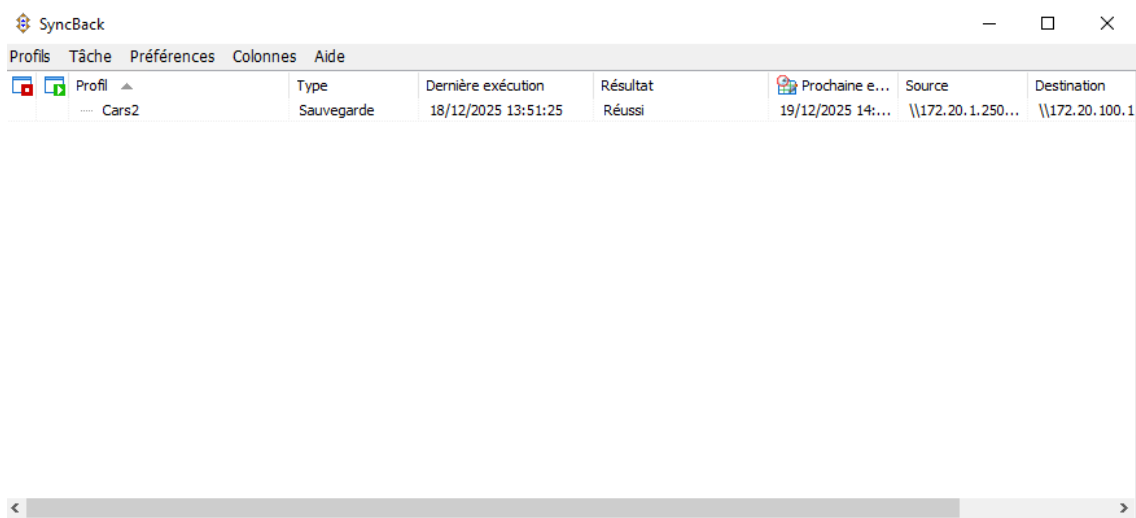 SyncBack
Profils Tâche Préférences Colonnes Aide
Profil Type Dernière exécution Résultat Prochaine e... Source Destination
Cars2 Sauvegarde 18/12/2025 13:51:25 Réussi 19/12/2025 14:... \\172.20.1.250... \\172.20.100.1